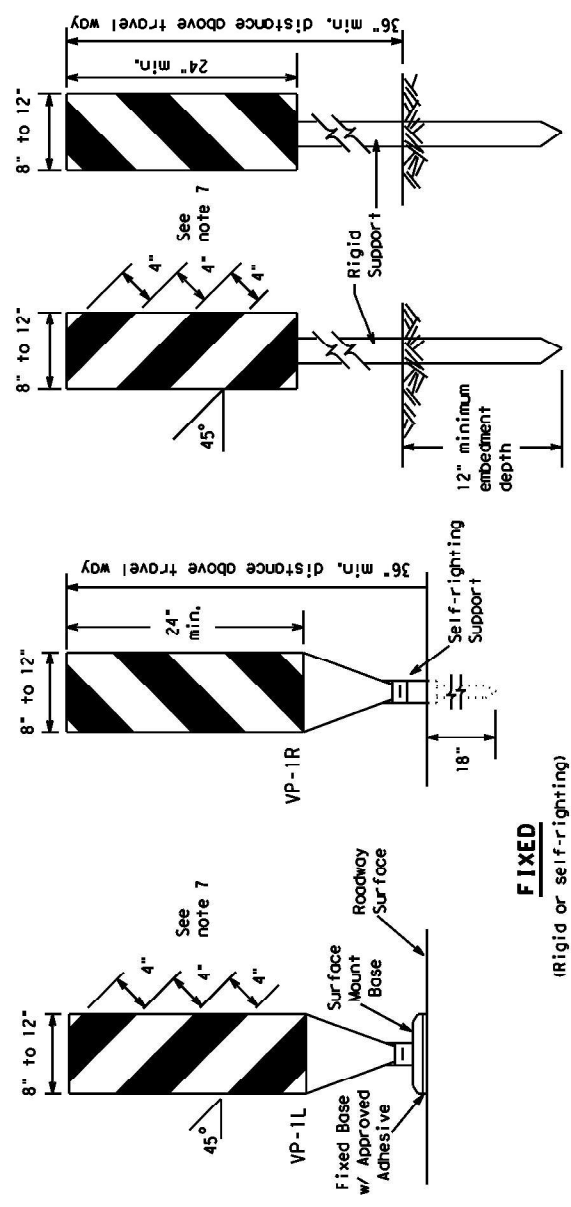 8" to 12"
45°
VP-1L
4"
4"
4"
See
note 7
Fixed Base
w/ Approved
Adhesive
Surface
Mount
Base
Roadway
Surface
8" to 12"
24"
min.
36" min. distance above travel way
VP-1R
Self-righting
Support
18"
FIXED
(Rigid or self-righting)
8" to 12"
45°
4"
4"
4"
See
note 7
Rigid
Support
12" minimum
embedment
depth
8" to 12"
24" min.
36" min. distance above travel way